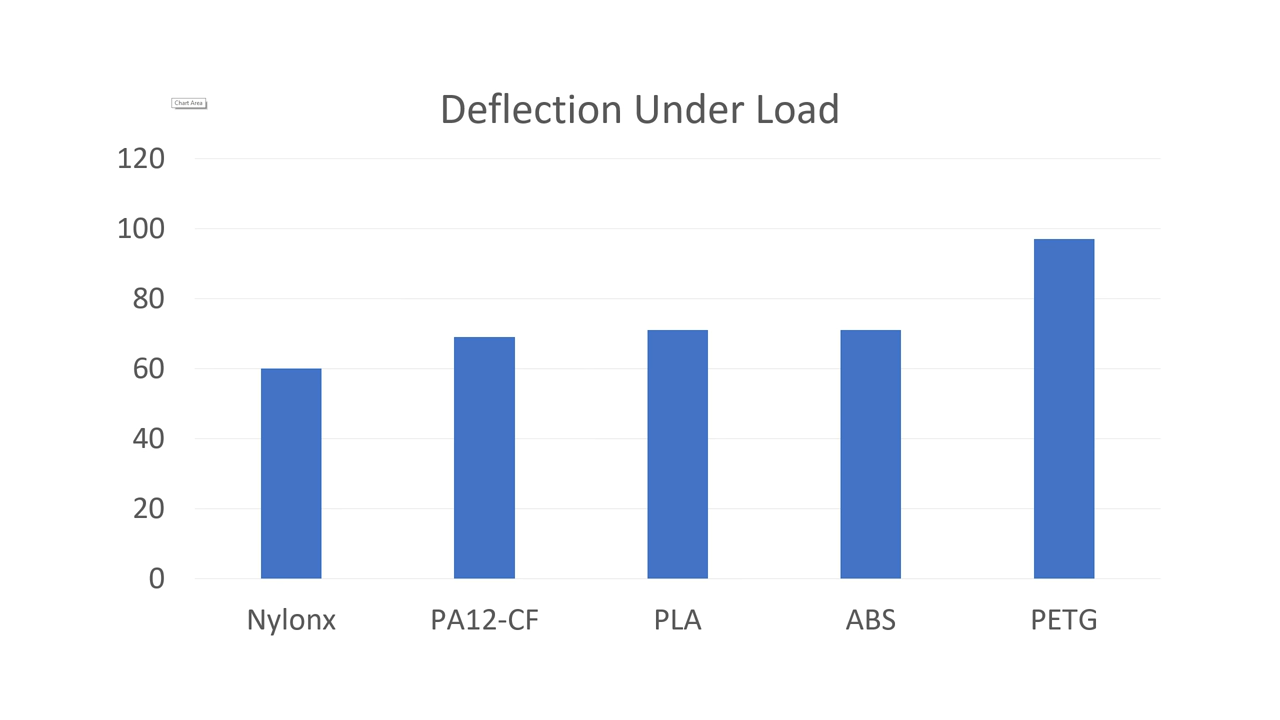 Chart Area
Deflection Under Load
120
100
80
60
40
20
0
Nylonx PA12-CF PLA ABS PETG